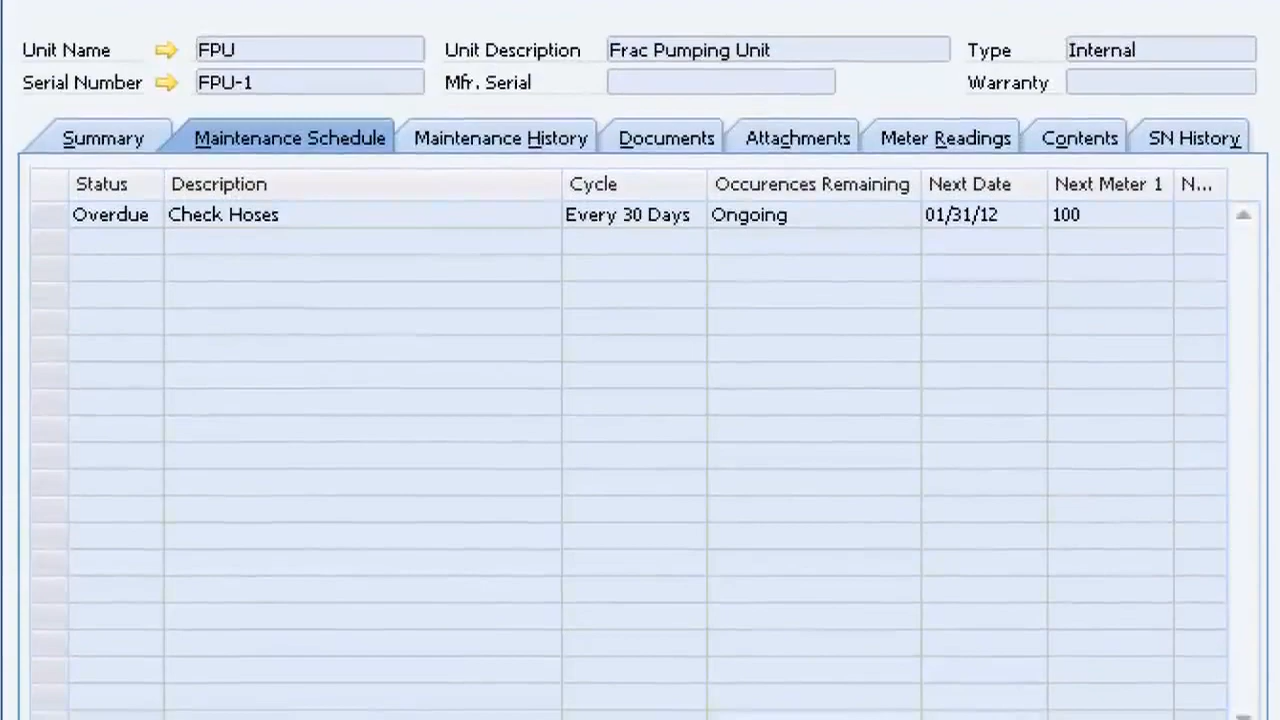 Unit Name FPU Unit Description Frac Pumping Unit Type Internal
Serial Number FPU-1 Mfr. Serial Warranty
Summary Maintenance Schedule Maintenance History Documents Attachments Meter Readings Contents SN History
Status Description Cycle Occurences Remaining Next Date Next Meter 1 N...
Overdue Check Hoses Every 30 Days Ongoing 01/31/12 100